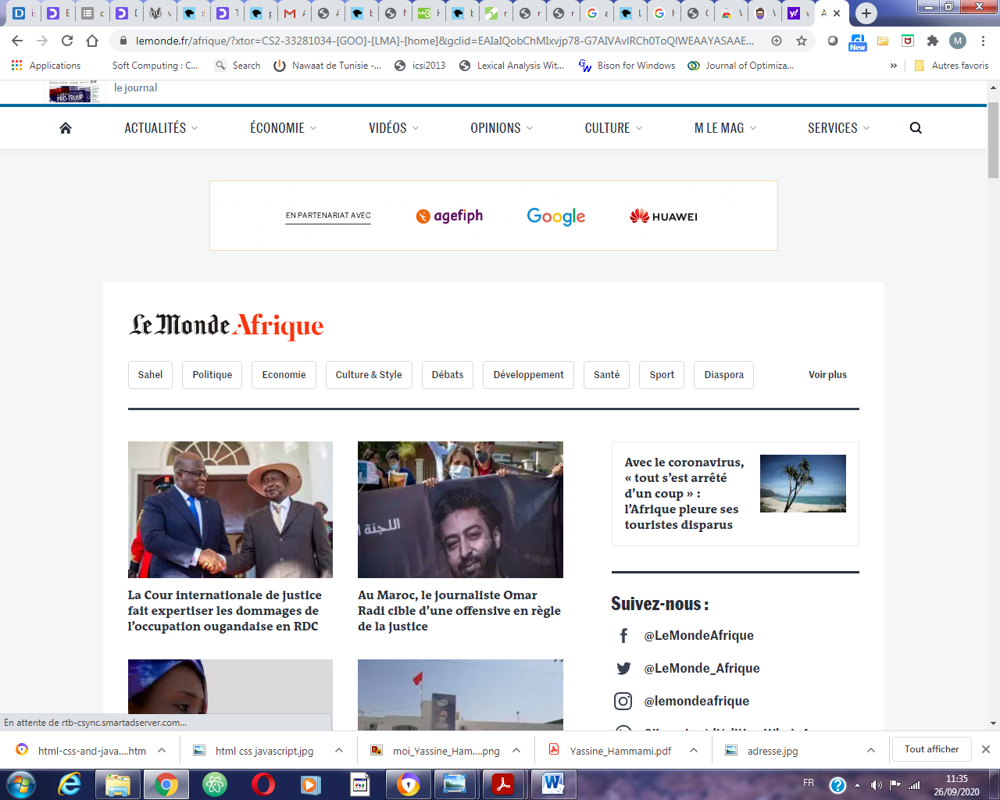 lemonde.fr/afrique/?xtor=CS2-33281034-[GOO]-[LMA]-[home]&gclid=EAIaIQobChMIxvjp78-G7AIVAvlRCh0ToQIWEAAYASAAE...
New
M
Applications
Soft Computing : C...
Search
Nawaat de Tunisie -...
icsi2013
Lexical Analysis Wit...
Bison for Windows
Journal of Optimiza...
»
Autres favoris
PRO-TRUMP
le journal
ACTUALITÉS
ÉCONOMIE
VIDÉOS
OPINIONS
CULTURE
M LE MAG
SERVICES
EN PARTENARIAT AVEC
agefiph
Google
HUAWEI
Le Monde Afrique
Sahel
Politique
Economie
Culture & Style
Débats
Développement
Santé
Sport
Diaspora
Voir plus
اللجنة
La Cour internationale de justice
fait expertiser les dommages de
l’occupation ougandaise en RDC
Au Maroc, le journaliste Omar
Radi cible d’une offensive en règle
de la justice
Avec le coronavirus,
« tout s’est arrêté
d’un coup » :
l’Afrique pleure ses
touristes disparus
Suivez-nous :
@LeMondeAfrique
@LeMonde_Afrique
@lemondeafrique
En attente de rtb-csync.smartadserver.com...
html-css-and-java....htm
html css javascript.jpg
moi_Yassine_Ham....png
Yassine_Hammami.pdf
adresse.jpg
Tout afficher
FR
11:35
26/09/2020